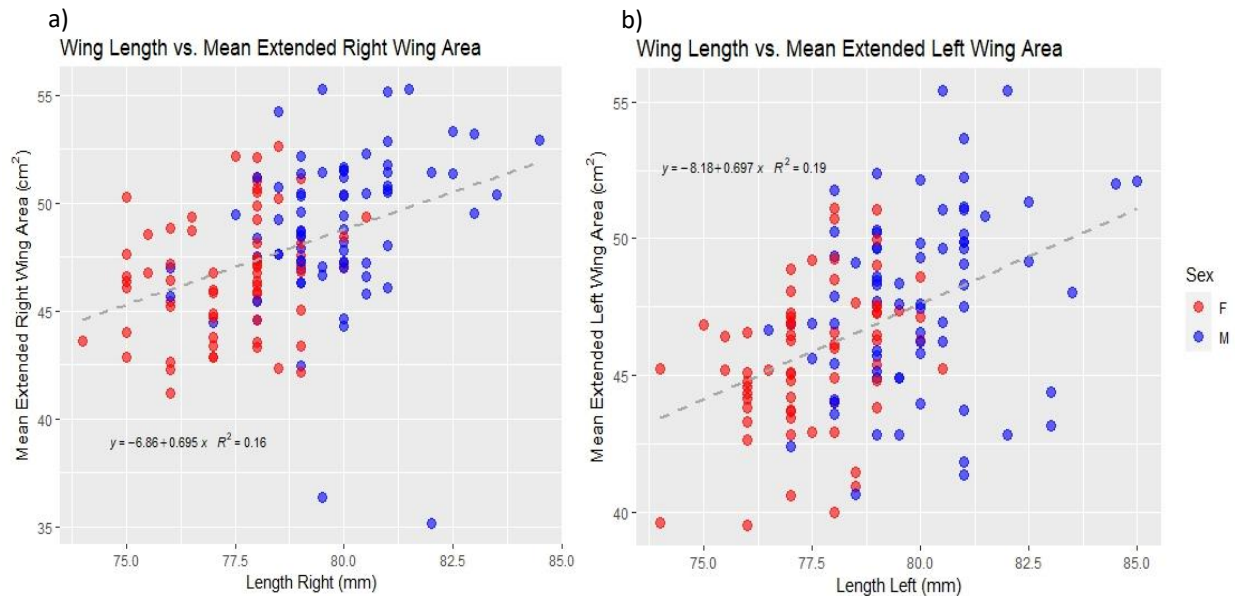 a)
Wing Length vs. Mean Extended Right Wing Area
Mean Extended Right Wing Area (cm²)
55
50
45
40
35
y = −6.86+0.695 x R² = 0.16
75.0 77.5 80.0 82.5 85.0
Length Right (mm)
b)
Wing Length vs. Mean Extended Left Wing Area
Mean Extended Left Wing Area (cm²)
55
50
45
40
y = −8.18+0.697 x R² = 0.19
75.0 77.5 80.0 82.5 85.0
Length Left (mm)
Sex
F
M